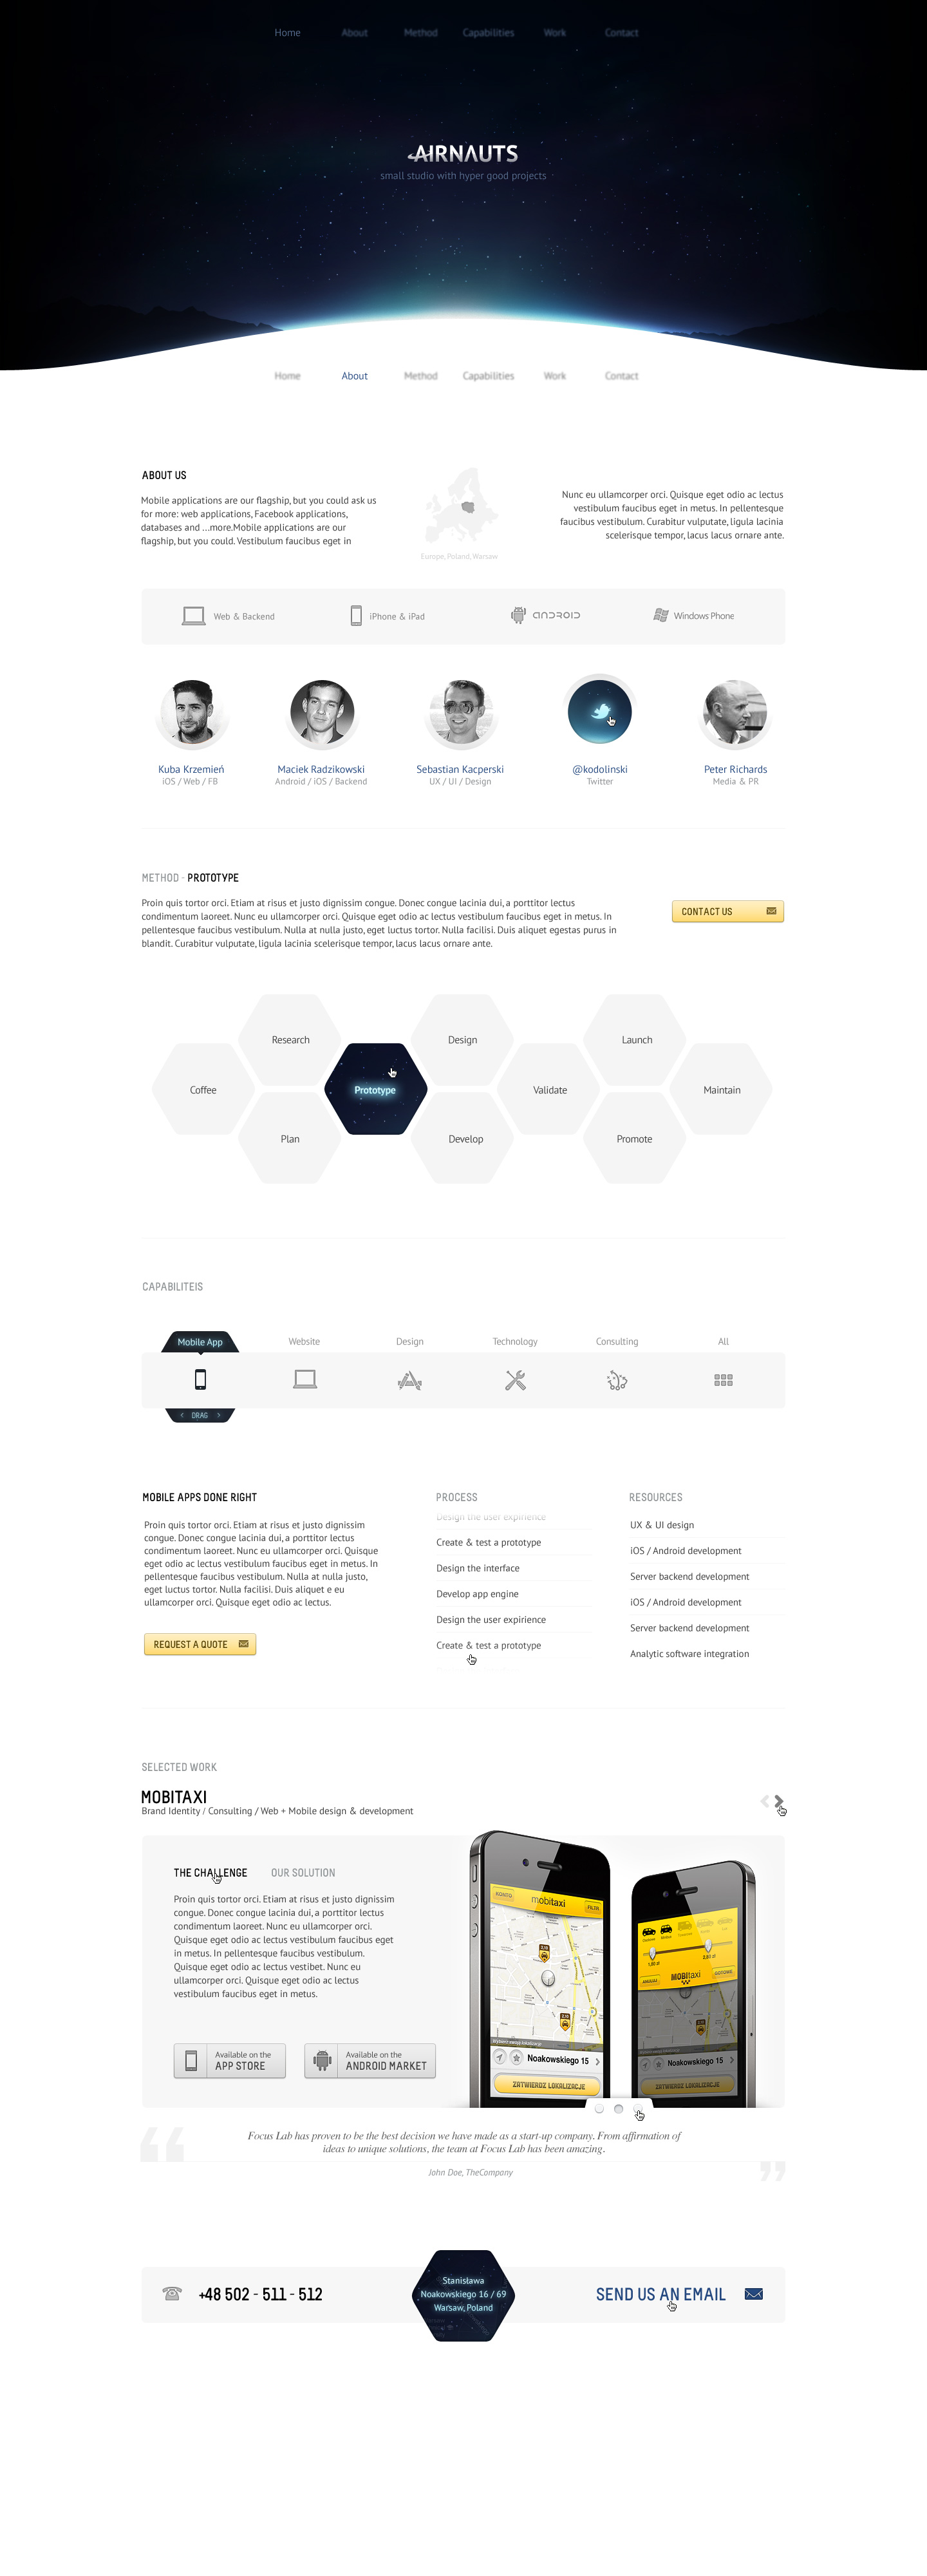 Home About Method Capabilities Work Contact
AIRNAUTS
small studio with hyper good projects
Home About Method Capabilities Work Contact
ABOUT US
Mobile applications are our flagship, but you could ask us
for more: web applications, Facebook applications,
databases and ...more.Mobile applications are our
flagship, but you could. Vestibulum faucibus eget in
Europe, Poland, Warsaw
Nunc eu ullamcorper orci. Quisque eget odio ac lectus
vestibulum faucibus eget in metus. In pellentesque
faucibus vestibulum. Curabitur vulputate, ligula lacinia
scelerisque tempor, lacus lacus ornare ante.
Web & Backend
iPhone & iPad
ANDROID
Windows Phone
Kuba Krzemień
iOS / Web / FB
Maciek Radzikowski
Android / iOS / Backend
Sebastian Kacperski
UX / UI / Design
@kodolinski
Twitter
Peter Richards
Media & PR
METHOD - PROTOTYPE
Proin quis tortor orci. Etiam at risus et justo dignissim congue. Donec congue lacinia dui, a porttitor lectus
condimentum laoreet. Nunc eu ullamcorper orci. Quisque eget odio ac lectus vestibulum faucibus eget in metus. In
pellentesque faucibus vestibulum. Nulla at nulla justo, eget luctus tortor. Nulla facilisi. Duis aliquet egestas purus in
blandit. Curabitur vulputate, ligula lacinia scelerisque tempor, lacus lacus ornare ante.
CONTACT US
Research
Design
Launch
Coffee
Prototype
Validate
Maintain
Plan
Develop
Promote
CAPABILITEIS
Mobile App
Website
Design
Technology
Consulting
All
< DRAG >
MOBILE APPS DONE RIGHT
Proin quis tortor orci. Etiam at risus et justo dignissim
congue. Donec congue lacinia dui, a porttitor lectus
condimentum laoreet. Nunc eu ullamcorper orci. Quisque
eget odio ac lectus vestibulum faucibus eget in metus. In
pellentesque faucibus vestibulum. Nulla at nulla justo,
eget luctus tortor. Nulla facilisi. Duis aliquet e eu
ullamcorper orci. Quisque eget odio ac lectus.
REQUEST A QUOTE
PROCESS
Design the user expirience
Create & test a prototype
Design the interface
Develop app engine
Design the user expirience
Create & test a prototype
RESOURCES
UX & UI design
iOS / Android development
Server backend development
iOS / Android development
Server backend development
Analytic software integration
SELECTED WORK
MOBITAXI
Brand Identity / Consulting / Web + Mobile design & development
THE CHALLENGE
OUR SOLUTION
Proin quis tortor orci. Etiam at risus et justo dignissim
congue. Donec congue lacinia dui, a porttitor lectus
condimentum laoreet. Nunc eu ullamcorper orci.
Quisque eget odio ac lectus vestibulum faucibus eget
in metus. In pellentesque faucibus vestibulum.
Quisque eget odio ac lectus vestibet. Nunc eu
ullamcorper orci. Quisque eget odio ac lectus
vestibulum faucibus eget in metus.
Available on the
APP STORE
Available on the
ANDROID MARKET
KONTO
mobitaxi
FILTR
Noakowskiego 15
ZATWIERDZ LOKALIZACJE
MOBItaxi
Noakowskiego 15
ZATWIERDZ LOKALIZACJE
“
Focus Lab has proven to be the best decision we have made as a start-up company. From affirmation of
ideas to unique solutions, the team at Focus Lab has been amazing.
”
John Doe, TheCompany
+48 502 - 511 - 512
Stanisława
Noakowskiego 16 / 69
Warsaw, Poland
SEND US AN EMAIL